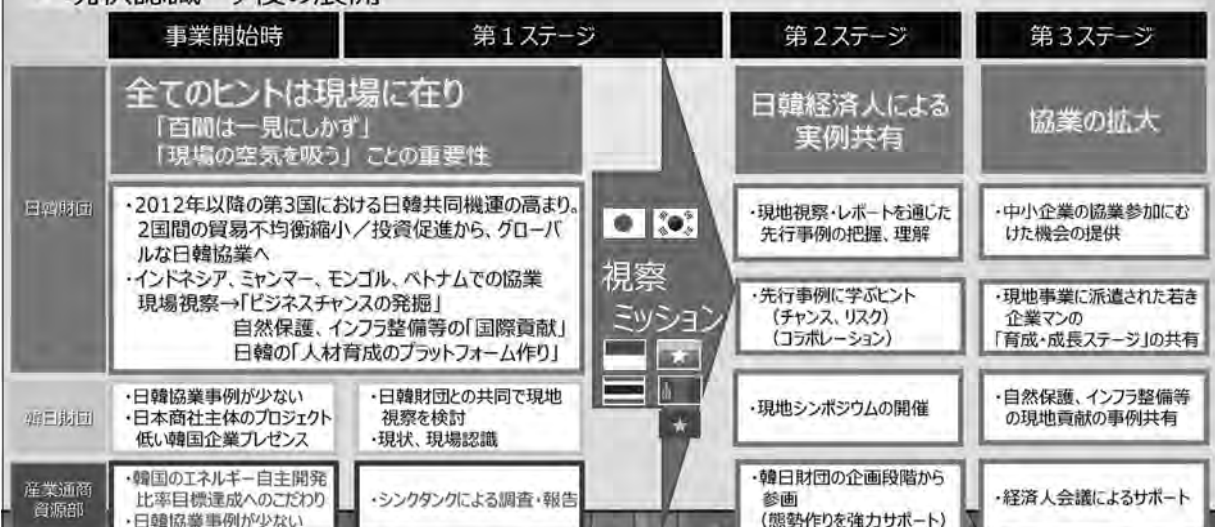 事業開始時
第1ステージ
第2ステージ
第3ステージ
全てのヒントは現場に在り
「百聞は一見にしかず」
「現場の空気を吸う」ことの重要性
日韓経済人による
実例共有
協業の拡大
日韓財団
・2012年以降の第3国における日韓共同機運の高まり。
2国間の貿易不均衡縮小/投資促進から、グローバ
ルな日韓協業へ
・インドネシア、ミャンマー、モンゴル、ベトナムでの協業
現場視察→「ビジネスチャンスの発掘」
自然保護、インフラ整備等の「国際貢献」
日韓の「人材育成のプラットフォーム作り」
視察
ミッション
・現地視察・レポートを通じた
先行事例の把握、理解
・中小企業の協業参加にむ
けた機会の提供
・先行事例に学ぶヒント
(チャンス、リスク)
(コラボレーション)
・現地事業に派遣された若き
企業マンの
「育成・成長ステージ」の共有
韓日財団
・日韓協業事例が少ない
・日本商社主体のプロジェクト
低い韓国企業プレゼンス
・日韓財団との共同で現地
視察を検討
・現状、現場認識
・現地シンポジウムの開催
・自然保護、インフラ整備等
の現地貢献の事例共有
産業通商
資源部
・韓国のエネルギー自主開発
比率目標達成へのこだわり
・日韓協業事例が少ない
・シンクタンクによる調査・報告
・韓日財団の企画段階から
参画
(態勢作りを強力サポート)
・経済人会議によるサポート